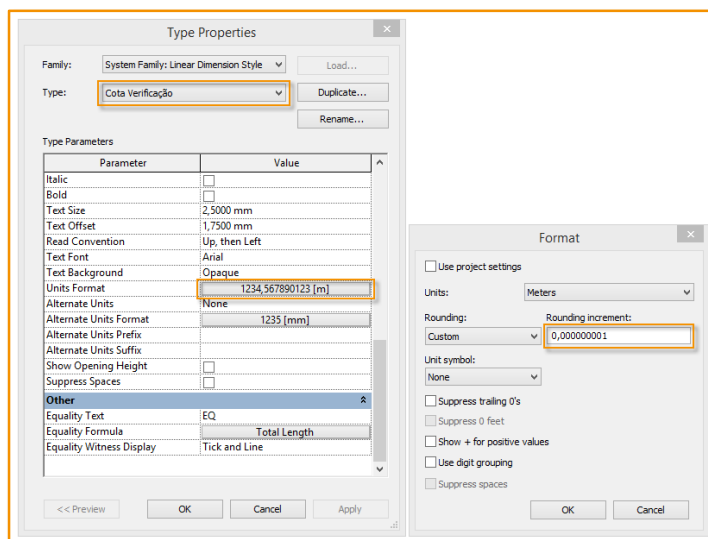 Type Properties
Family:
System Family: Linear Dimension Style
Load...
Type:
Cota Verificação
Duplicate...
Rename...
Type Parameters
Parameter Value
Italic
Bold
Text Size 2,5000 mm
Text Offset 1,7500 mm
Read Convention Up, then Left
Text Font Arial
Text Background Opaque
Units Format 1234,567890123 [m]
Alternate Units None
Alternate Units Format 1235 [mm]
Alternate Units Prefix
Alternate Units Suffix
Show Opening Height
Suppress Spaces
Other
Equality Text EQ
Equality Formula Total Length
Equality Witness Display Tick and Line
<< Preview OK Cancel Apply
Format
Use project settings
Units: Meters
Rounding: Rounding increment:
Custom 0,000000001
Unit symbol:
None
Suppress trailing 0's
Suppress 0 feet
Show + for positive values
Use digit grouping
Suppress spaces
OK Cancel